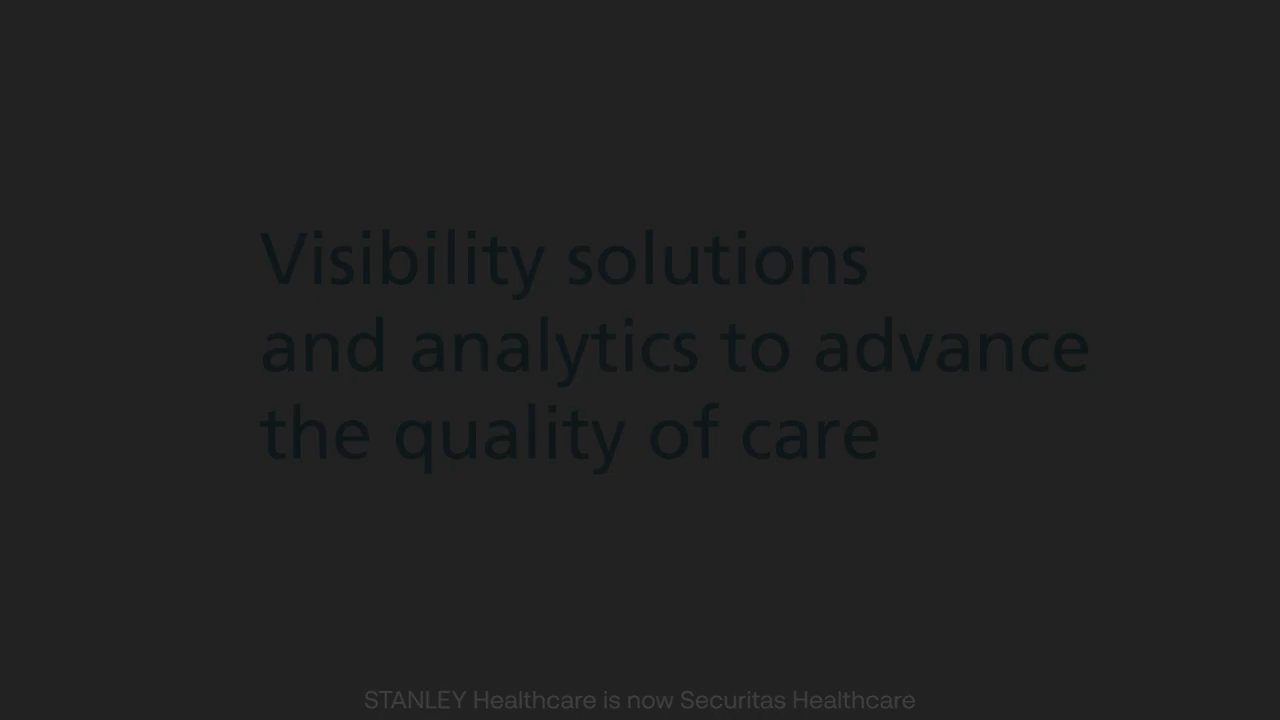 Visibility solutions
and analytics to advance
the quality of care
STANLEY Healthcare is now Securitas Healthcare